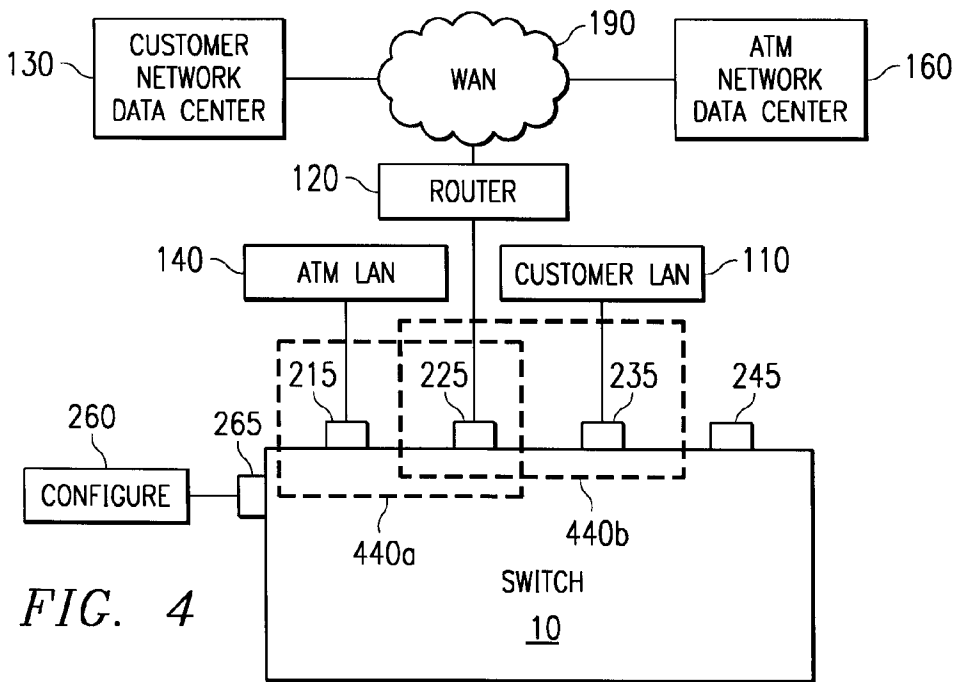 190
130
CUSTOMER
NETWORK
DATA CENTER
WAN
ATM
NETWORK
DATA CENTER
160
120
ROUTER
140
ATM LAN
CUSTOMER LAN
110
215
225
235
245
260
265
CONFIGURE
440a
440b
SWITCH
10
FIG. 4